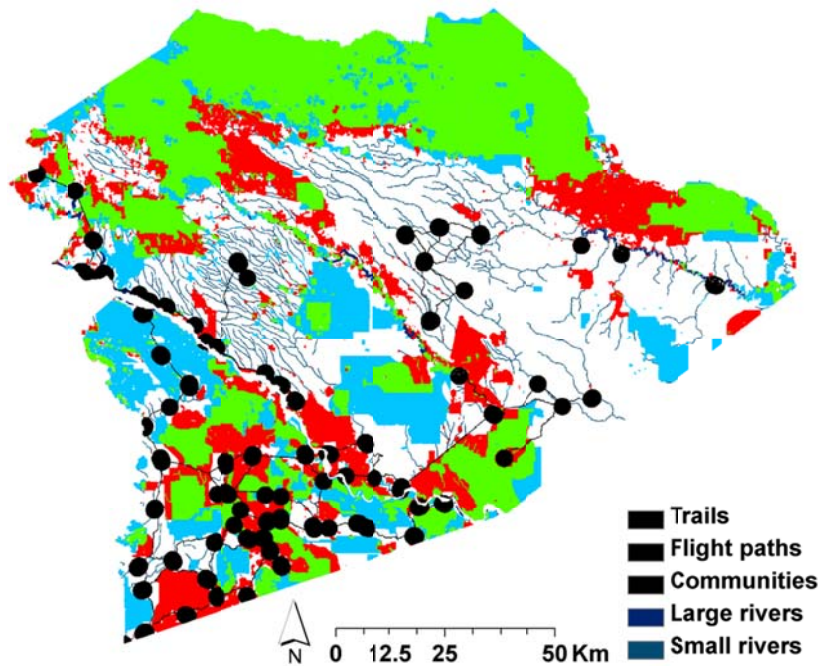 Trails
Flight paths
Communities
Large rivers
Small rivers
N
0 12.5 25 50 Km